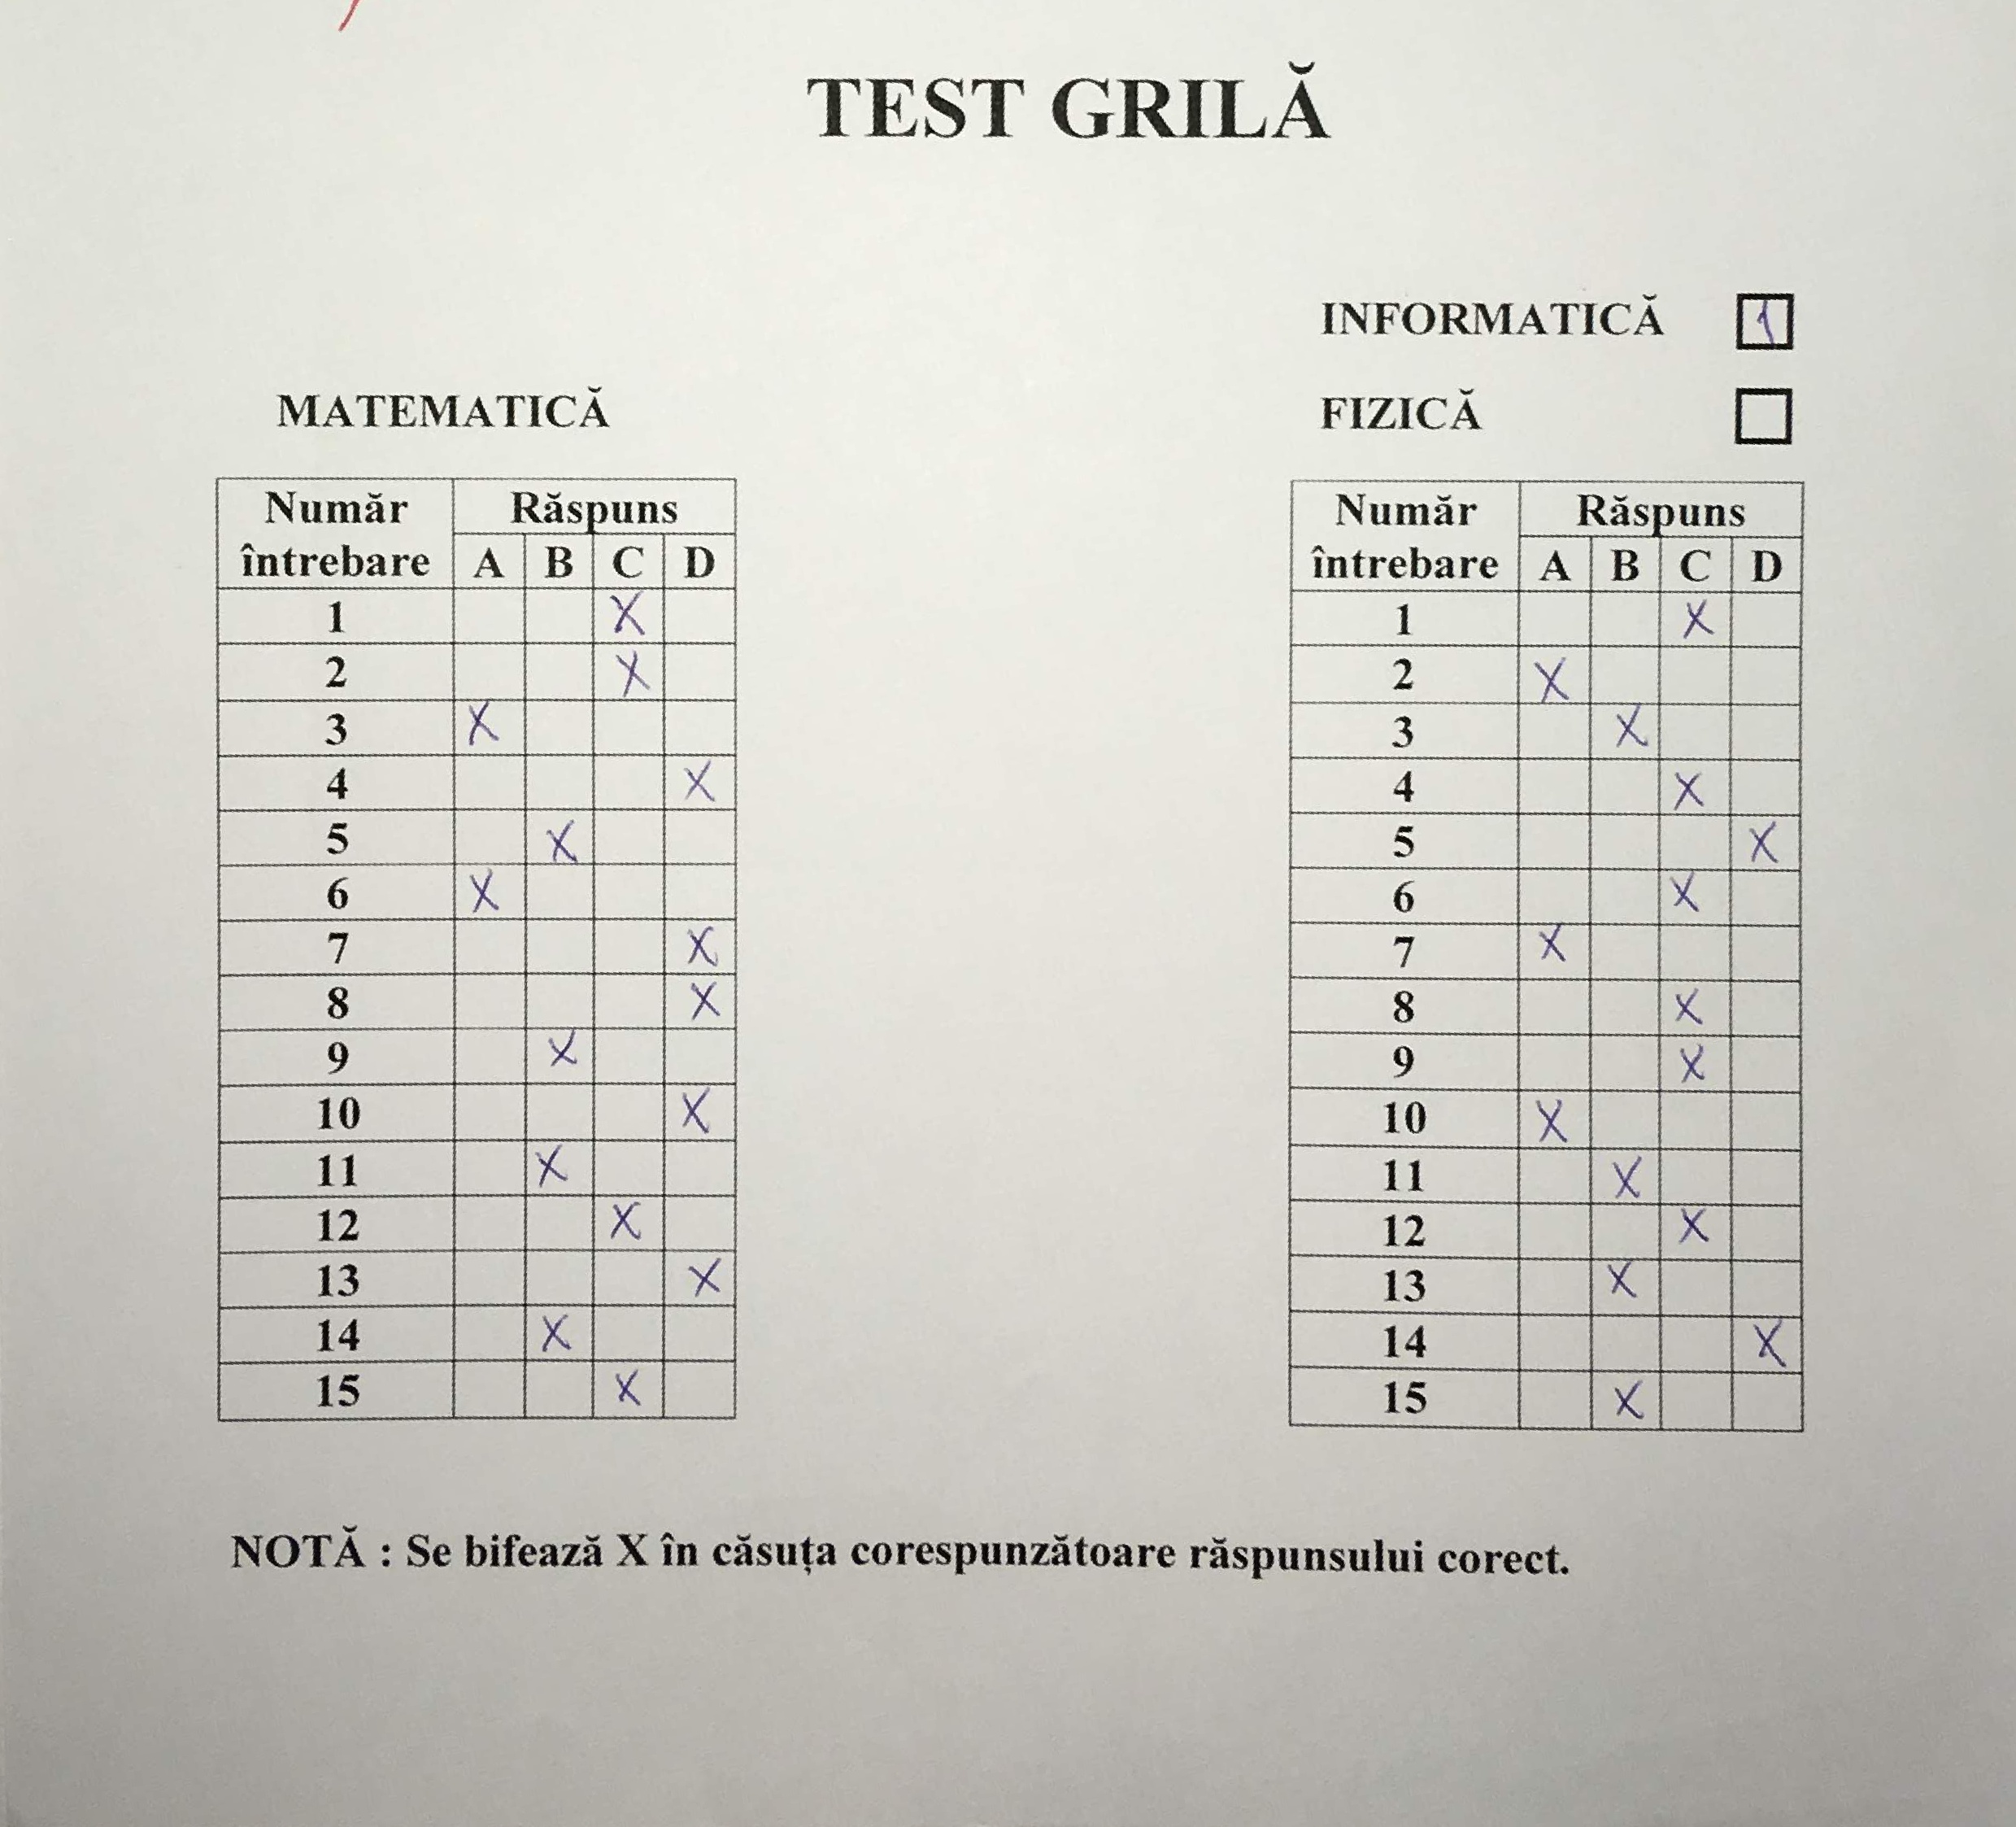 TEST GRILĂ
INFORMATICĂ 1
FIZICĂ
MATEMATICĂ
Număr întrebare Răspuns
A B C D
1 X
2 X
3 X
4 X
5 X
6 X
7 X
8 X
9 X
10 X
11 X
12 X
13 X
14 X
15 X
Număr întrebare Răspuns
A B C D
1 X
2 X
3 X
4 X
5 X
6 X
7 X
8 X
9 X
10 X
11 X
12 X
13 X
14 X
15 X
NOTĂ : Se bifează X în căsuța corespunzătoare răspunsului corect.